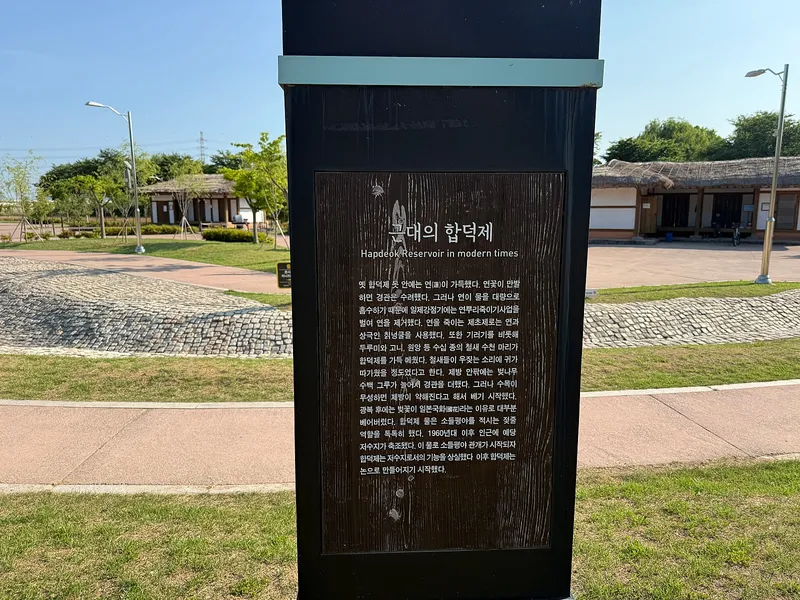 근대의 합덕제
Hapdeok Reservoir in modern times
옛 합덕제 못 안에는 연(蓮)이 가득했다. 연꽃이 만발
하면 경관은 수려했다. 그러나 연이 물을 대량으로
흡수하기 때문에 일제강점기에는 연뿌리죽이기사업을
벌여 연을 제거했다. 연을 죽이는 제초제로는 연과
상극인 칡넝쿨을 사용했다. 또한 기러기를 비롯해
두루미와 고니, 원앙 등 수십 종의 철새 수천 마리가
합덕제를 가득 메웠다. 철새들이 우짖는 소리에 귀가
따가웠을 정도였다고 한다. 제방 안팎에는 벚나무
수백 그루가 늘어서 경관을 더했다. 그러나 수목이
무성하면 제방이 약해진다고 해서 베기 시작했다.
광복 후에는 벚꽃이 일본국화(國花)라는 이유로 대부분
베어버렸다. 합덕제 물은 소들평야를 적시는 젖줄
역할을 톡톡히 했다. 1960년대 이후 인근에 예당
저수지가 축조됐다. 이 물로 소들평야 관개가 시작되자
합덕제는 저수지로서의 기능을 상실했다. 이후 합덕제는
논으로 만들어지기 시작했다.